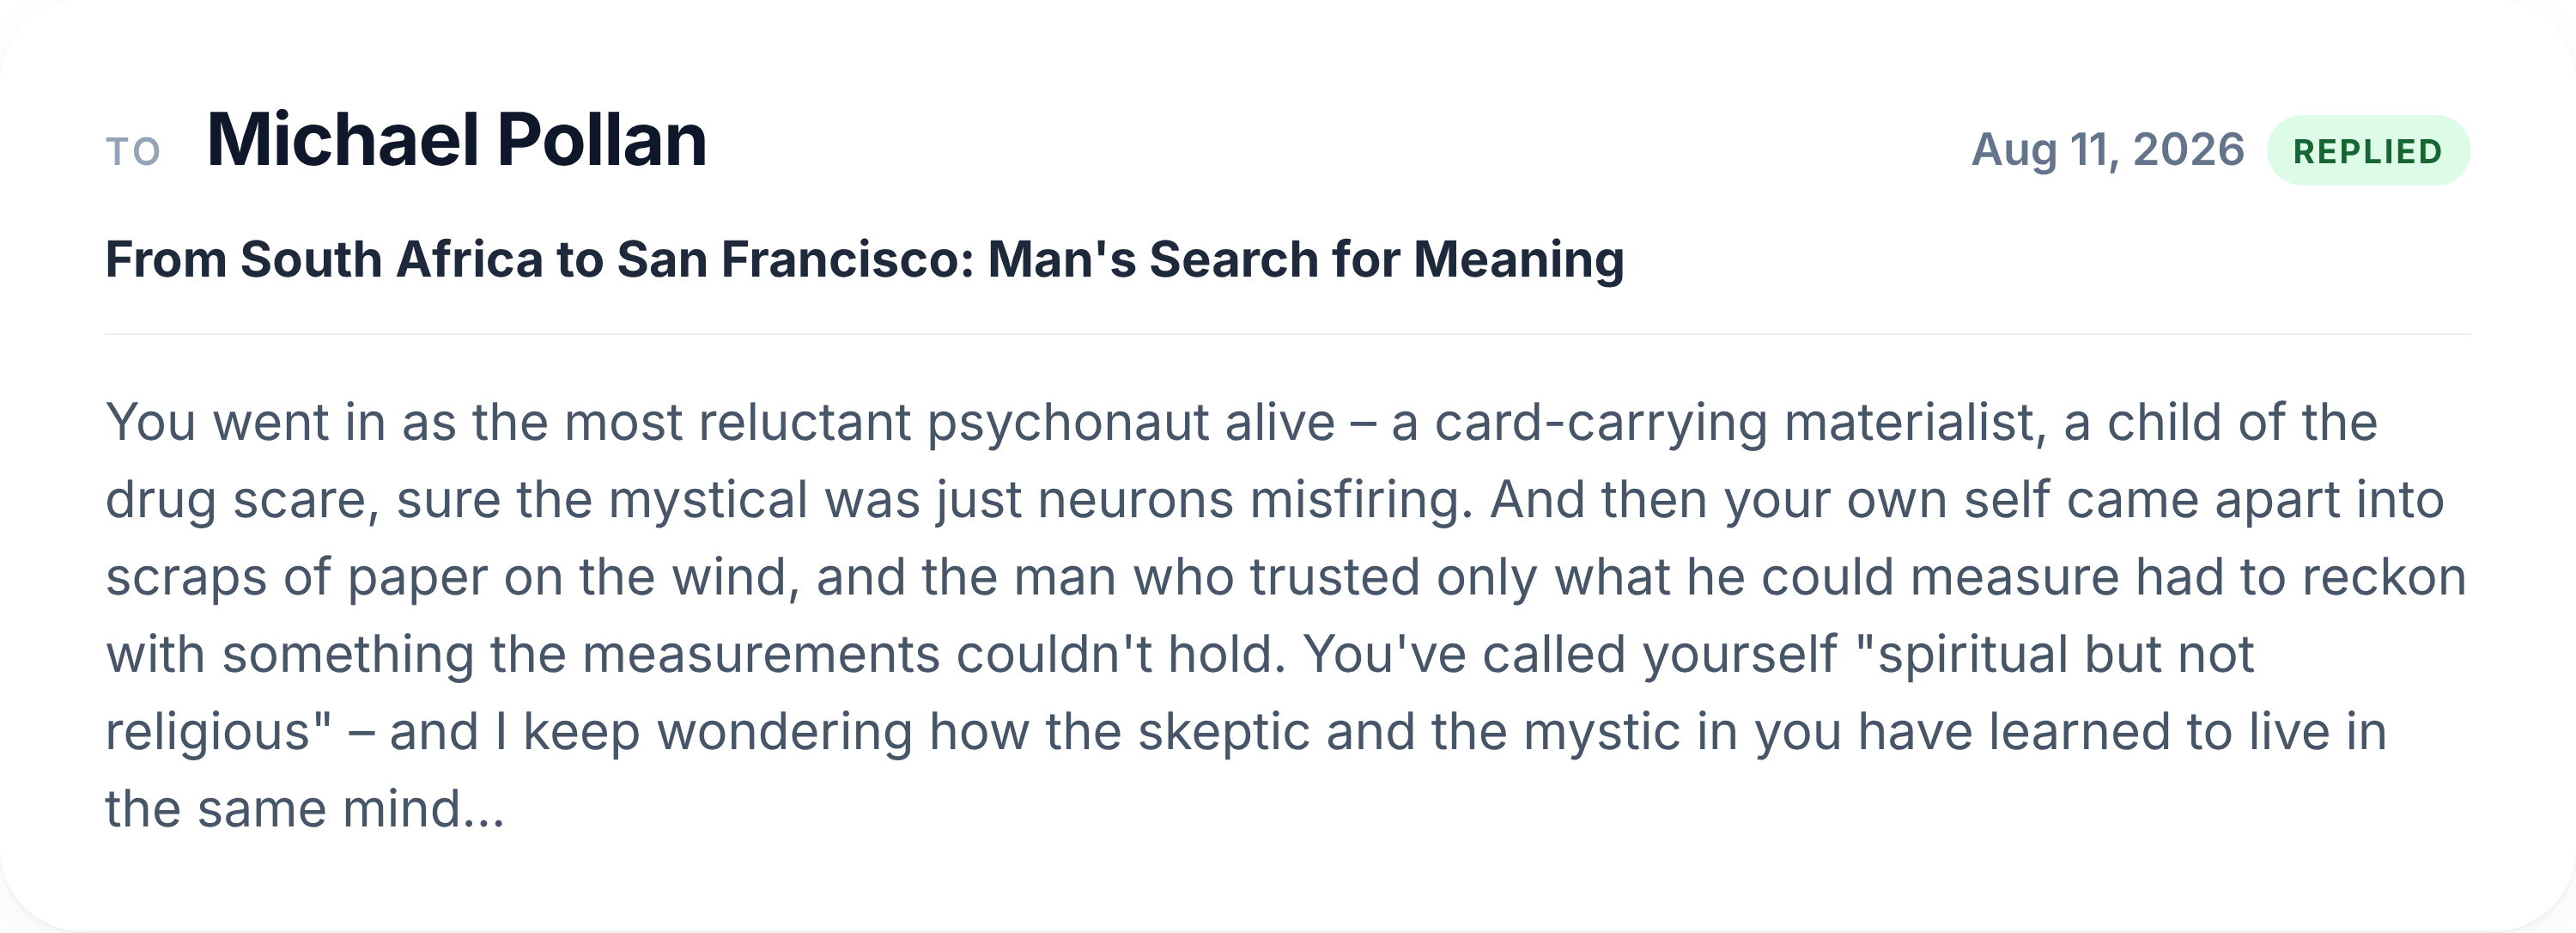 TO Michael Pollan Aug 11, 2026 REPLIED
From South Africa to San Francisco: Man's Search for Meaning
You went in as the most reluctant psychonaut alive – a card-carrying materialist, a child of the
drug scare, sure the mystical was just neurons misfiring. And then your own self came apart into
scraps of paper on the wind, and the man who trusted only what he could measure had to reckon
with something the measurements couldn't hold. You've called yourself "spiritual but not
religious" – and I keep wondering how the skeptic and the mystic in you have learned to live in
the same mind...